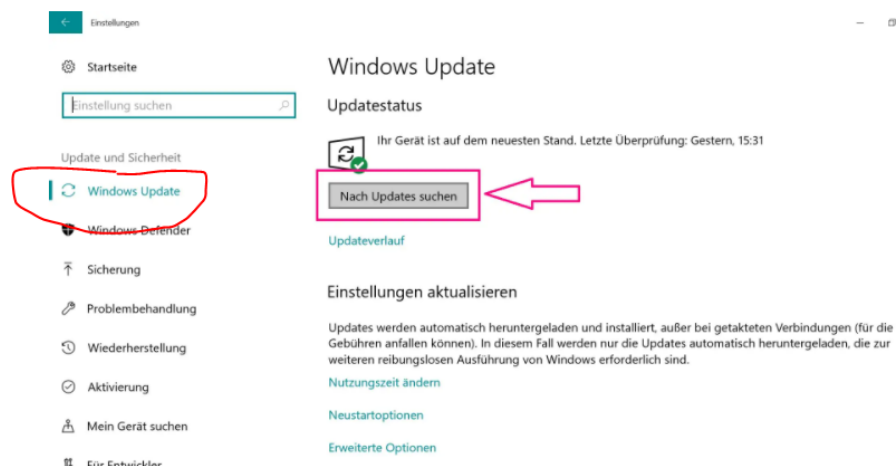 Einstellungen
Startseite
Einstellung suchen
Update und Sicherheit
Windows Update
Windows Defender
Sicherung
Problembehandlung
Wiederherstellung
Aktivierung
Mein Gerät suchen
Für Entwickler
Windows Update
Updatestatus
Ihr Gerät ist auf dem neuesten Stand. Letzte Überprüfung: Gestern, 15:31
Nach Updates suchen
Updateverlauf
Einstellungen aktualisieren
Updates werden automatisch heruntergeladen und installiert, außer bei getakteten Verbindungen (für die
Gebühren anfallen können). In diesem Fall werden nur die Updates automatisch heruntergeladen, die zur
weiteren reibungslosen Ausführung von Windows erforderlich sind.
Nutzungszeit ändern
Neustartoptionen
Erweiterte Optionen